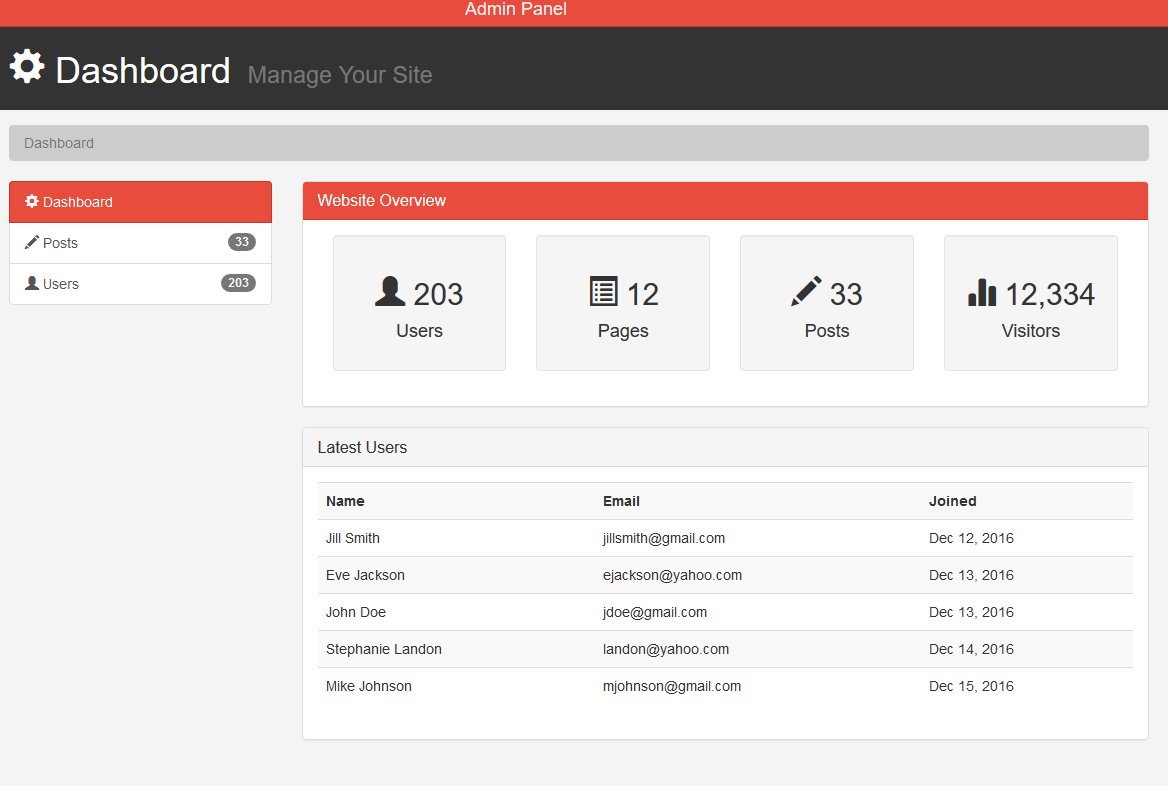 Admin Panel
Dashboard Manage Your Site
Dashboard
Dashboard
Posts 33
Users 203
Website Overview
203
Users
12
Pages
33
Posts
12,334
Visitors
Latest Users
Name Email Joined
Jill Smith jillsmith@gmail.com Dec 12, 2016
Eve Jackson ejackson@yahoo.com Dec 13, 2016
John Doe jdoe@gmail.com Dec 13, 2016
Stephanie Landon landon@yahoo.com Dec 14, 2016
Mike Johnson mjohnson@gmail.com Dec 15, 2016